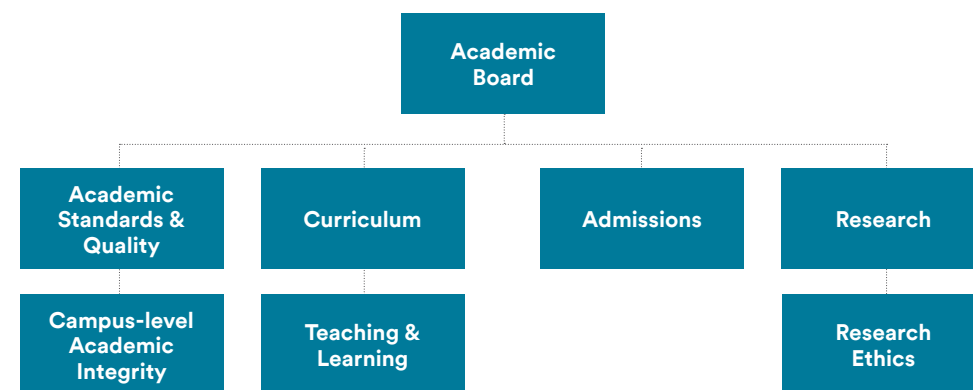 Academic
Board
Academic
Standards &
Quality
Curriculum
Admissions
Research
Campus-level
Academic
Integrity
Teaching &
Learning
Research
Ethics